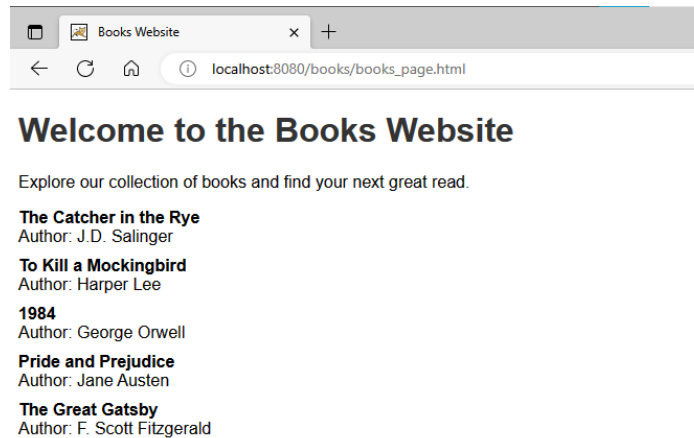 Books Website
localhost:8080/books/books_page.html
Welcome to the Books Website
Explore our collection of books and find your next great read.
The Catcher in the Rye
Author: J.D. Salinger
To Kill a Mockingbird
Author: Harper Lee
1984
Author: George Orwell
Pride and Prejudice
Author: Jane Austen
The Great Gatsby
Author: F. Scott Fitzgerald